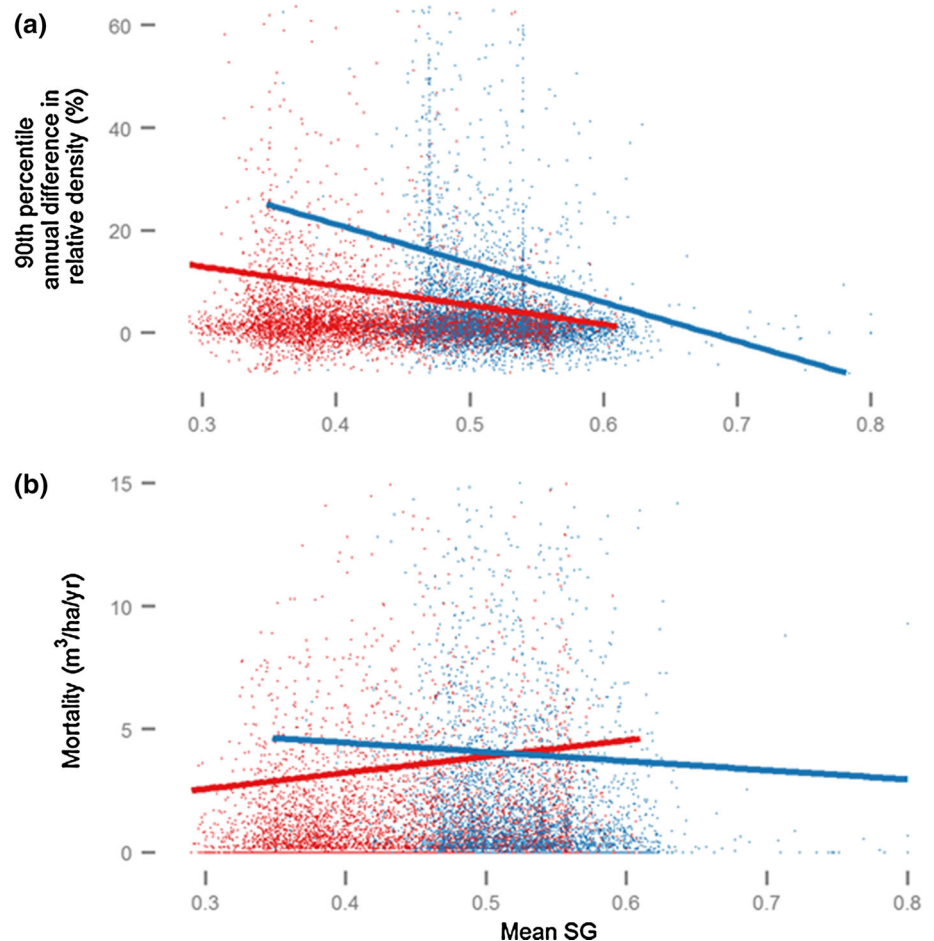 (a)
90th percentile
annual difference in
relative density (%)
60
40
20
0
0.3 0.4 0.5 0.6 0.7 0.8
(b)
Mortality (m³/ha/yr)
15
10
5
0
0.3 0.4 0.5 0.6 0.7 0.8
Mean SG